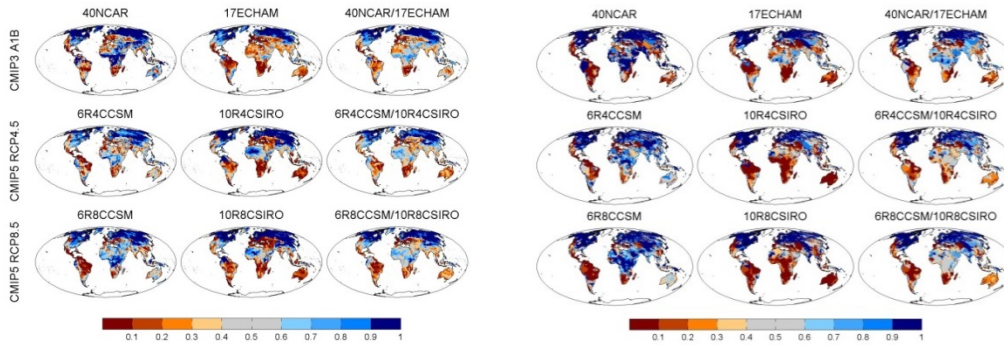 40NCAR 17ECHAM 40NCAR/17ECHAM
CMIP3 A1B
6R4CCSM 10R4CSIRO 6R4CCSM/10R4CSIRO
CMIP5 RCP4.5
6R8CCSM 10R8CSIRO 6R8CCSM/10R8CSIRO
CMIP5 RCP8.5
0.1 0.2 0.3 0.4 0.5 0.6 0.7 0.8 0.9 1
40NCAR 17ECHAM 40NCAR/17ECHAM
6R4CCSM 10R4CSIRO 6R4CCSM/10R4CSIRO
6R8CCSM 10R8CSIRO 6R8CCSM/10R8CSIRO
0.1 0.2 0.3 0.4 0.5 0.6 0.7 0.8 0.9 1